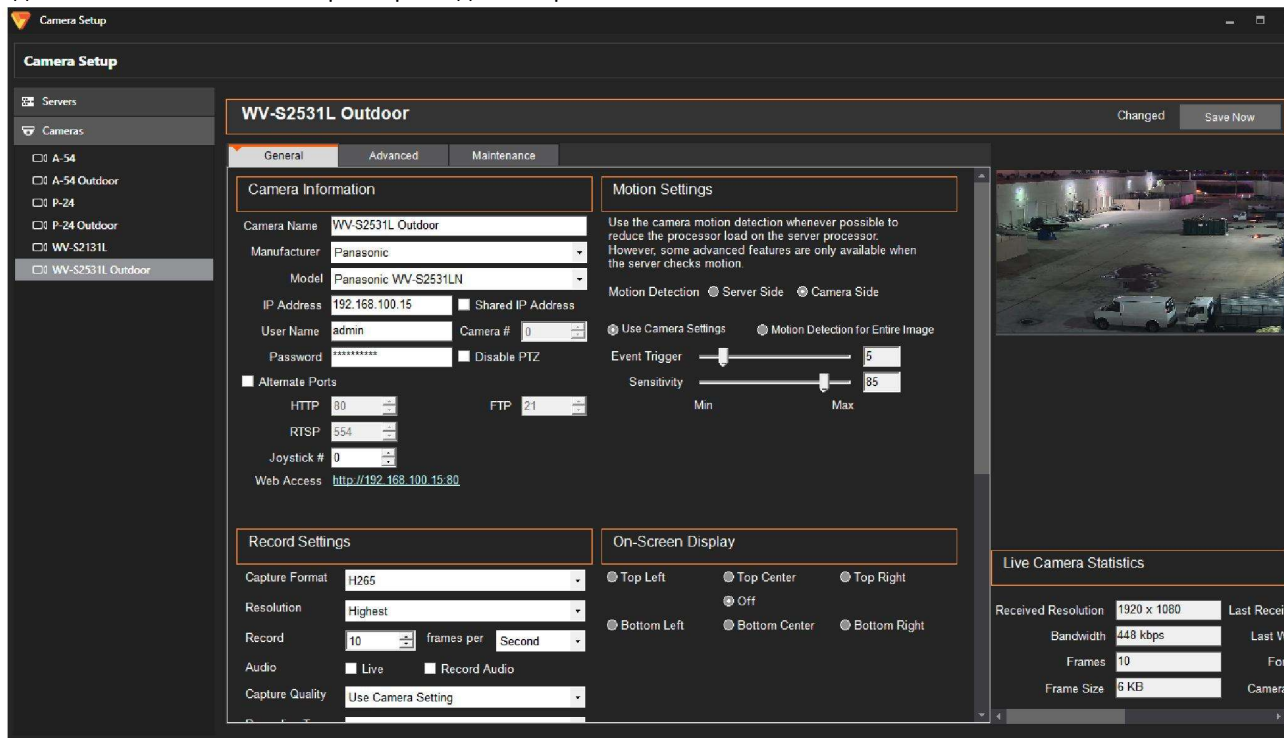 Camera Setup
Camera Setup
Servers
Cameras
A-54
A-54 Outdoor
P-24
P-24 Outdoor
WV-S2131L
WV-S2531L Outdoor
WV-S2531L Outdoor
Changed
Save Now
General Advanced Maintenance
Camera Information
Camera Name WV-S2531L Outdoor
Manufacturer Panasonic
Model Panasonic WV-S2531LN
IP Address 192.168.100.15 Shared IP Address
User Name admin Camera # 0
Password ********** Disable PTZ
Alternate Ports
HTTP 80 FTP 21
RTSP 554
Joystick # 0
Web Access http://192.168.100.15:80
Motion Settings
Use the camera motion detection whenever possible to
reduce the processor load on the server processor.
However, some advanced features are only available when
the server checks motion.
Motion Detection Server Side Camera Side
Use Camera Settings Motion Detection for Entire Image
Event Trigger 5
Sensitivity 85
Min Max
Record Settings
Capture Format H265
Resolution Highest
Record 10 frames per Second
Audio Live Record Audio
Capture Quality Use Camera Setting
On-Screen Display
Top Left Top Center Top Right
Off
Bottom Left Bottom Center Bottom Right
Live Camera Statistics
Received Resolution 1920 x 1080 Last
Bandwidth 448 kbps Last
Frames 10
Frame Size 6 KB Camera